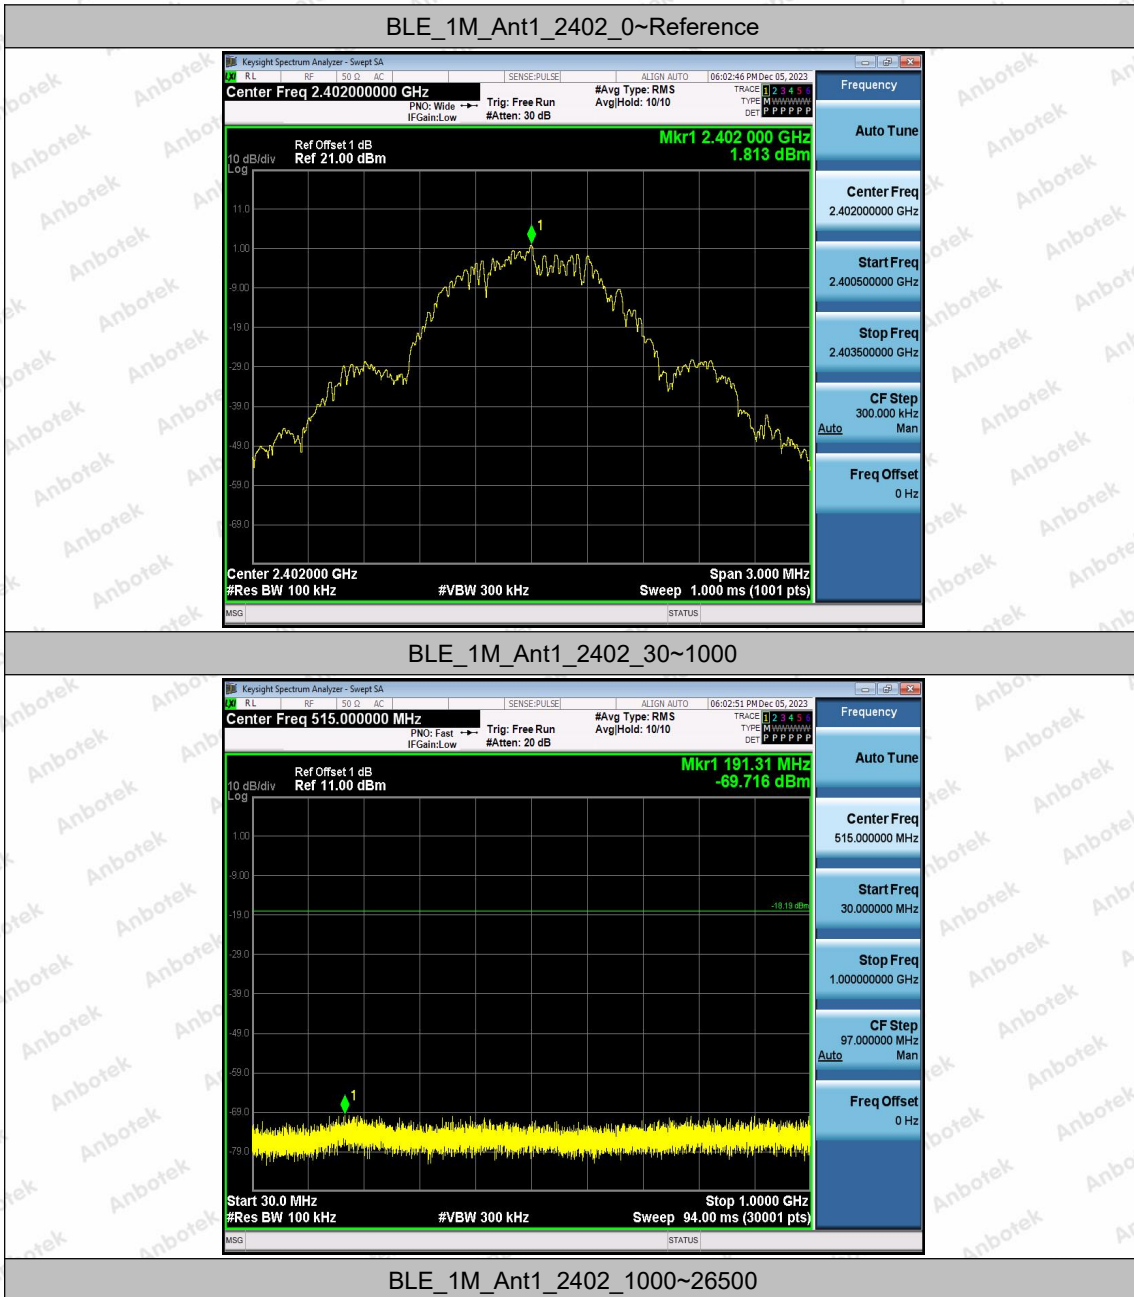 BLE_1M_Ant1_2402_0~Reference
Keysight Spectrum Analyzer - Swept SA
LXI RL RF 50 Ω AC SENSE:PULSE ALIGN AUTO 06:02:46 PM Dec 05, 2023
Center Freq 2.402000000 GHz
PNO: Wide
IFGain:Low
Trig: Free Run
#Atten: 30 dB
#Avg Type: RMS
Avg|Hold: 10/10
TRACE 1 2 3 4 5 6
TYPE M WWWWW
DET P P P P P P
Ref Offset 1 dB
10 dB/div Ref 21.00 dBm
Log
Mkr1 2.402 000 GHz
1.813 dBm
11.0
1
1.00
-9.00
-19.0
-29.0
-39.0
-49.0
-59.0
-69.0
Center 2.402000 GHz Span 3.000 MHz
#Res BW 100 kHz #VBW 300 kHz Sweep 1.000 ms (1001 pts)
MSG STATUS
Frequency
Auto Tune
Center Freq
2.402000000 GHz
Start Freq
2.400500000 GHz
Stop Freq
2.403500000 GHz
CF Step
300.000 kHz
Auto Man
Freq Offset
0 Hz
BLE_1M_Ant1_2402_30~1000
Keysight Spectrum Analyzer - Swept SA
LXI RL RF 50 Ω AC SENSE:PULSE ALIGN AUTO 06:02:51 PM Dec 05, 2023
Center Freq 515.000000 MHz
PNO: Fast
IFGain:Low
Trig: Free Run
#Atten: 20 dB
#Avg Type: RMS
Avg|Hold: 10/10
TRACE 1 2 3 4 5 6
TYPE M WWWWW
DET P P P P P P
Ref Offset 1 dB
10 dB/div Ref 11.00 dBm
Log
Mkr1 191.31 MHz
-69.716 dBm
1.00
-9.00
-18.19 dBm
-19.0
-29.0
-39.0
-49.0
-59.0
1
-69.0
-79.0
Start 30.0 MHz Stop 1.0000 GHz
#Res BW 100 kHz #VBW 300 kHz Sweep 94.00 ms (30001 pts)
MSG STATUS
Frequency
Auto Tune
Center Freq
515.000000 MHz
Start Freq
30.000000 MHz
Stop Freq
1.000000000 GHz
CF Step
97.000000 MHz
Auto Man
Freq Offset
0 Hz
BLE_1M_Ant1_2402_1000~26500
Anbotek